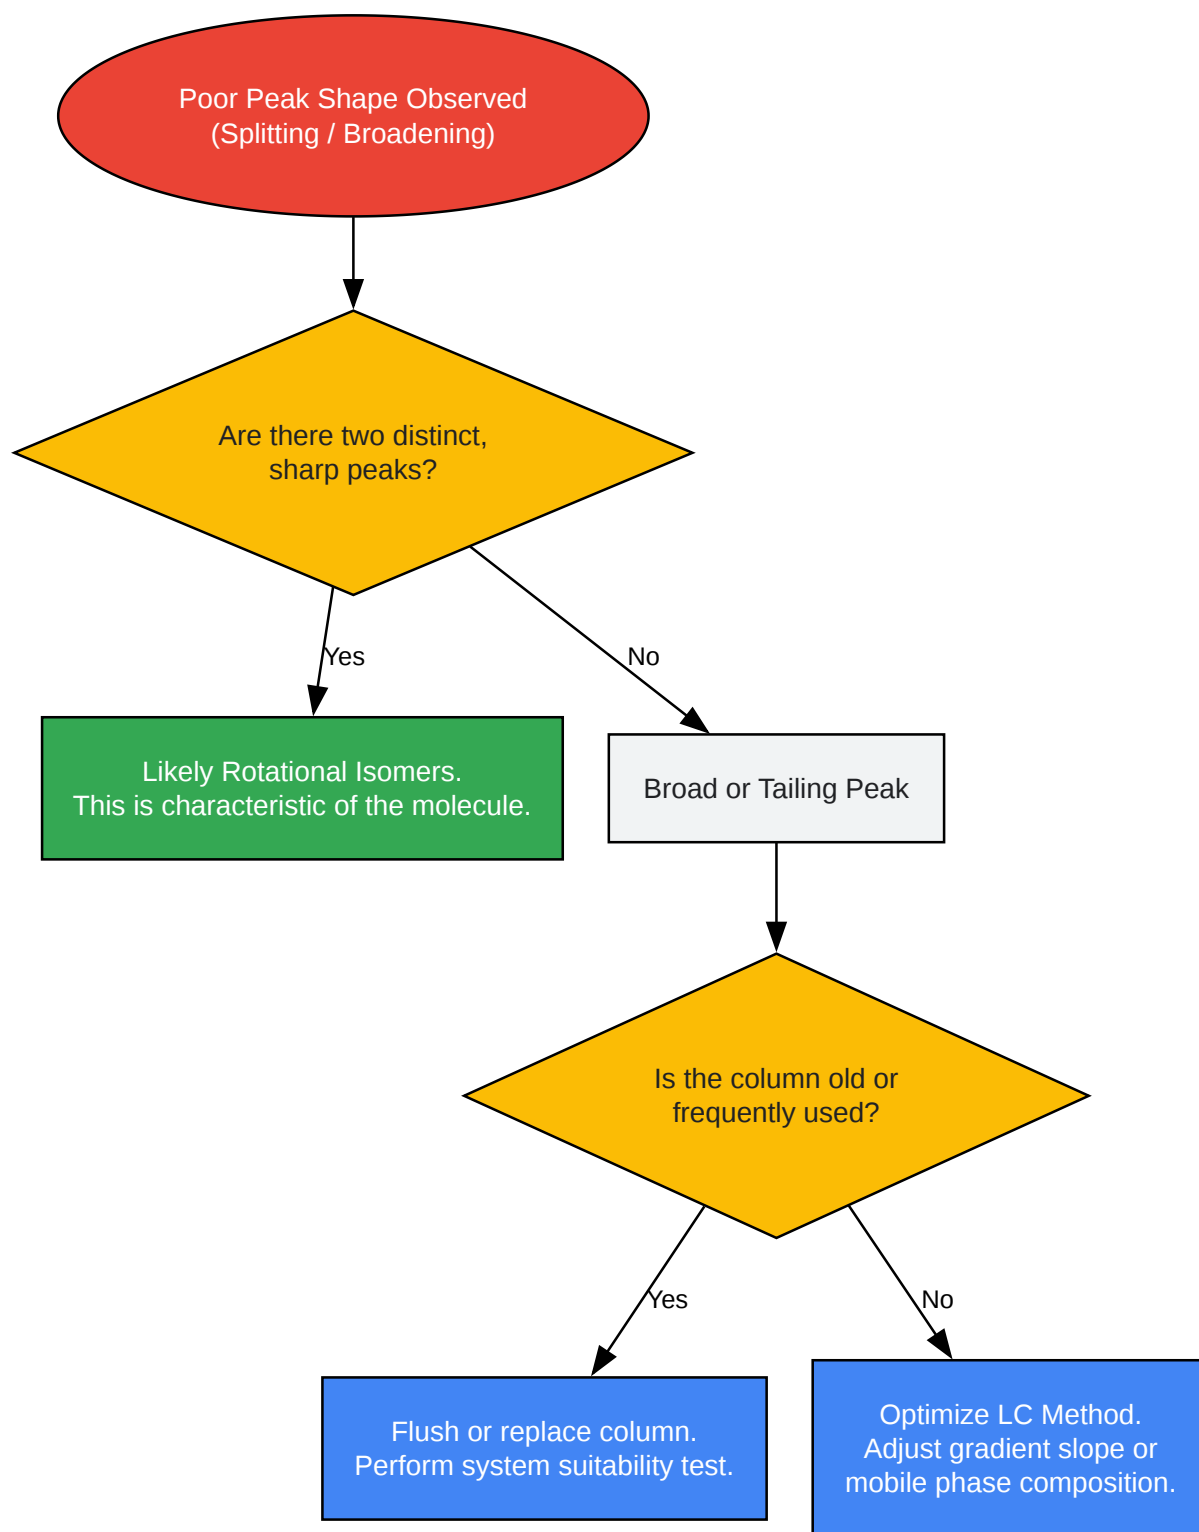 Poor Peak Shape Observed
(Splitting / Broadening)
Are there two distinct,
sharp peaks?
Yes
No
Likely Rotational Isomers.
This is characteristic of the molecule.
Broad or Tailing Peak
Is the column old or
frequently used?
Yes
No
Flush or replace column.
Perform system suitability test.
Optimize LC Method.
Adjust gradient slope or
mobile phase composition.